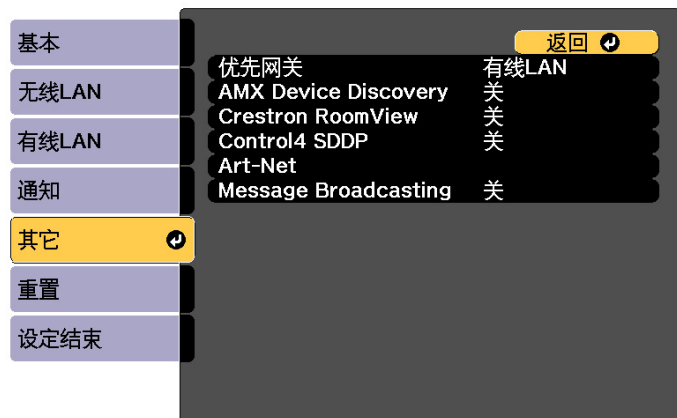 基本
无线LAN
有线LAN
通知
其它
重置
设定结束
返回
优先网关 有线LAN
AMX Device Discovery 关
Crestron RoomView 关
Control4 SDDP 关
Art-Net
Message Broadcasting 关